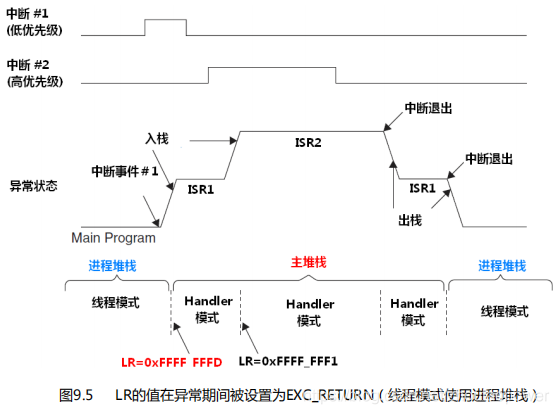 中断 #1
(低优先级)
中断 #2
(高优先级)
中断退出
入栈
ISR2
中断退出
中断事件#1
异常状态
ISR1
ISR1
出栈
Main Program
进程堆栈
主堆栈
进程堆栈
线程模式
Handler
模式
Handler
模式
Handler
模式
线程模式
LR=0xFFFF_FFFD
LR=0xFFFF_FFF1
图9.5 LR的值在异常期间被设置为EXC_RETURN（线程模式使用进程堆栈）